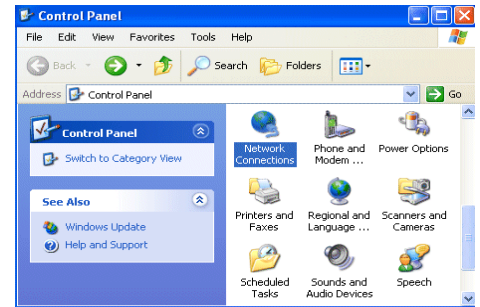 Control Panel
File Edit View Favorites Tools Help
Back Search Folders
Address Control Panel Go
Control Panel
Switch to Category View
See Also
Windows Update
Help and Support
Network Connections
Phone and Modem ...
Power Options
Printers and Faxes
Regional and Language ...
Scanners and Cameras
Scheduled Tasks
Sounds and Audio Devices
Speech